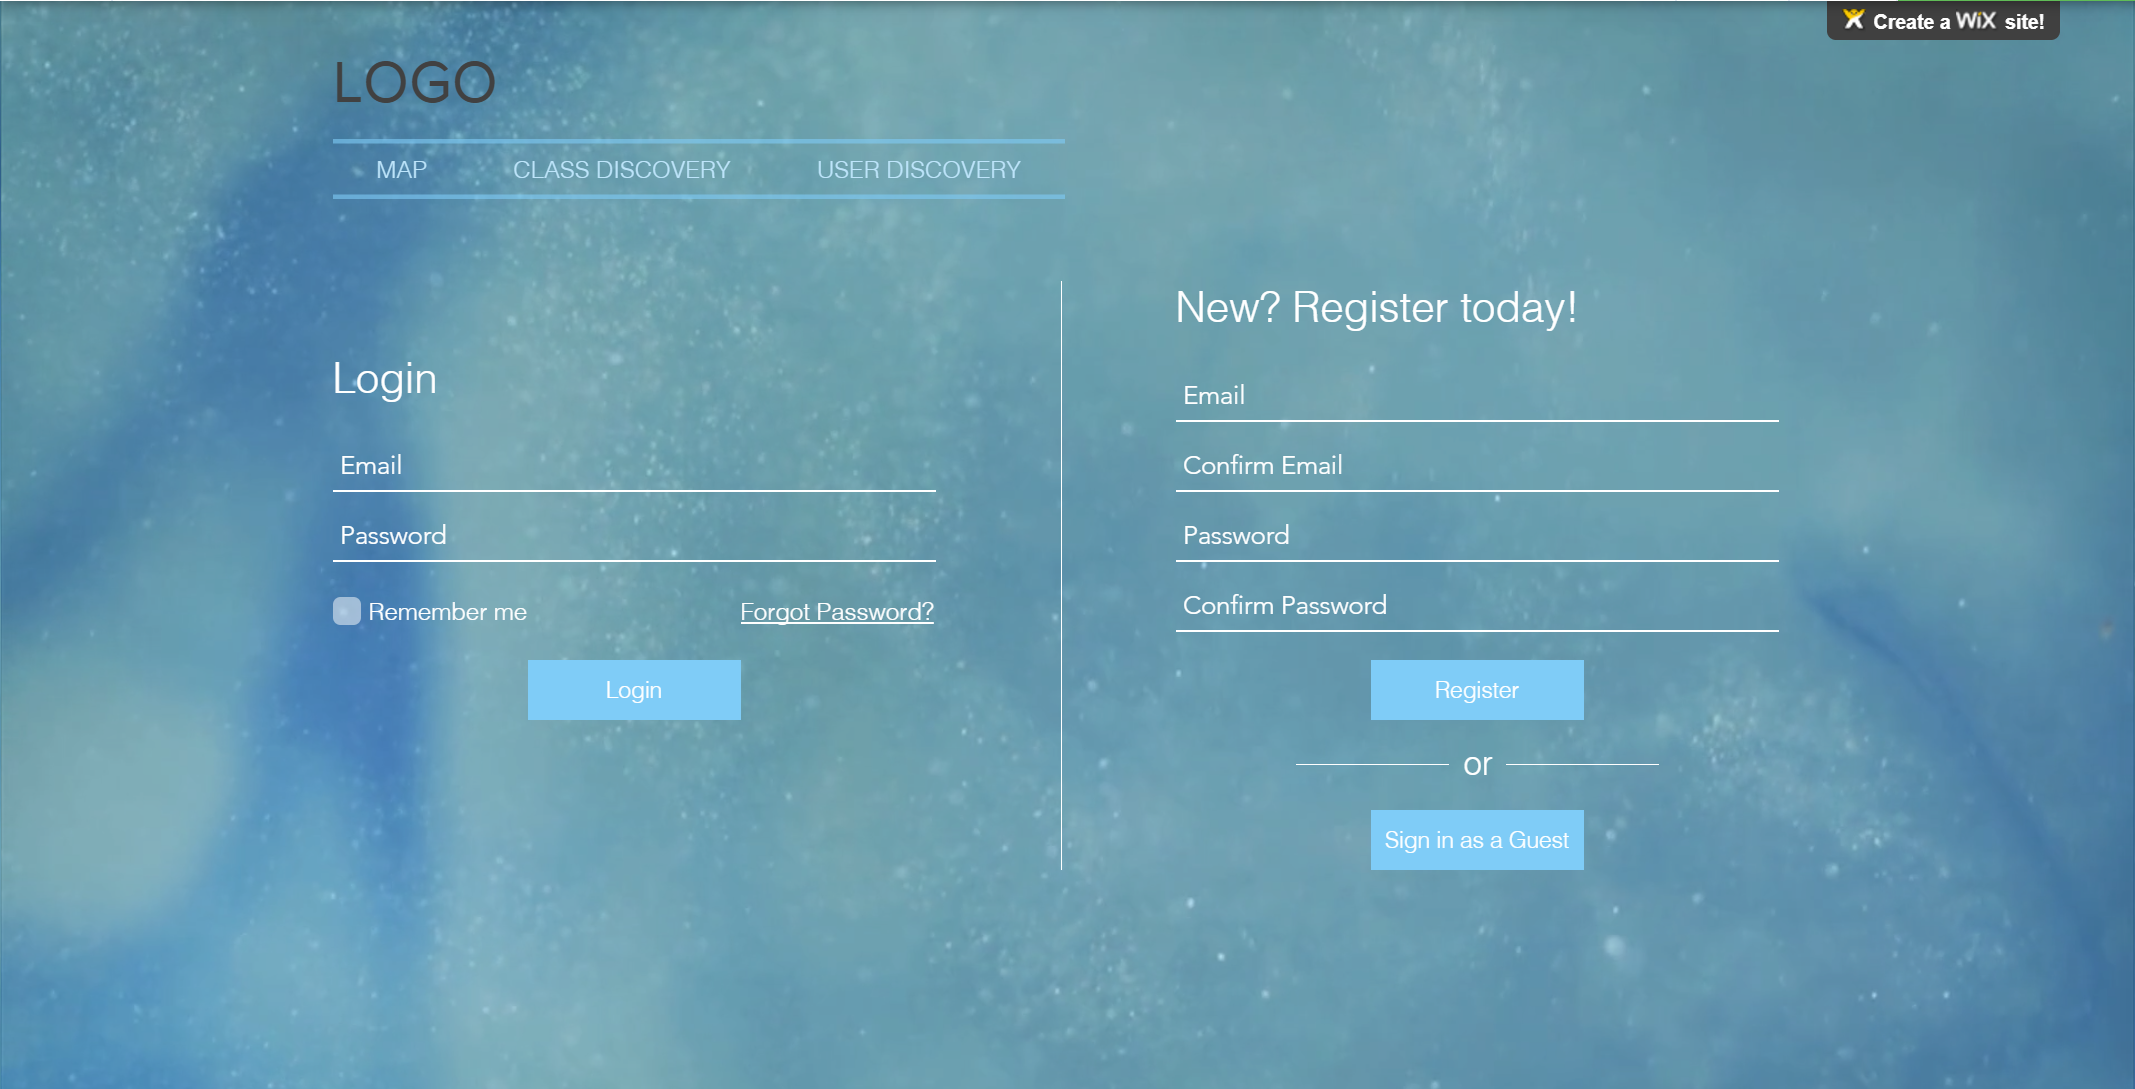 Create a WiX site!
LOGO
MAP CLASS DISCOVERY USER DISCOVERY
Login
Email
Password
Remember me Forgot Password?
Login
New? Register today!
Email
Confirm Email
Password
Confirm Password
Register
or
Sign in as a Guest